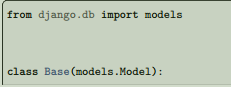 from django.db import models
class Base(models.Model):